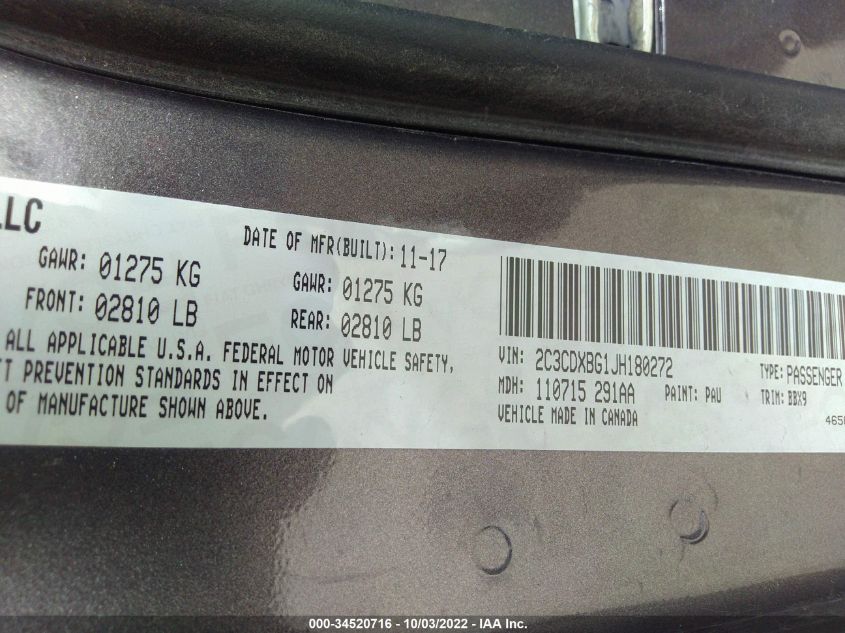 LLC
DATE OF MFR(BUILT): 11-17
GAWR: 01275 KG
GAWR: 01275 KG
FRONT: 02810 LB
REAR: 02810 LB
ALL APPLICABLE U.S.A. FEDERAL MOTOR VEHICLE SAFETY,
FT PREVENTION STANDARDS IN EFFECT ON
OF MANUFACTURE SHOWN ABOVE.
VIN: 2C3CDXBG1JH180272
TYPE: PASSENGER
MDH: 110715 291AA
PAINT: PAU
TRIM: BBX9
VEHICLE MADE IN CANADA
465
000-34520716 - 10/03/2022 - IAA Inc.